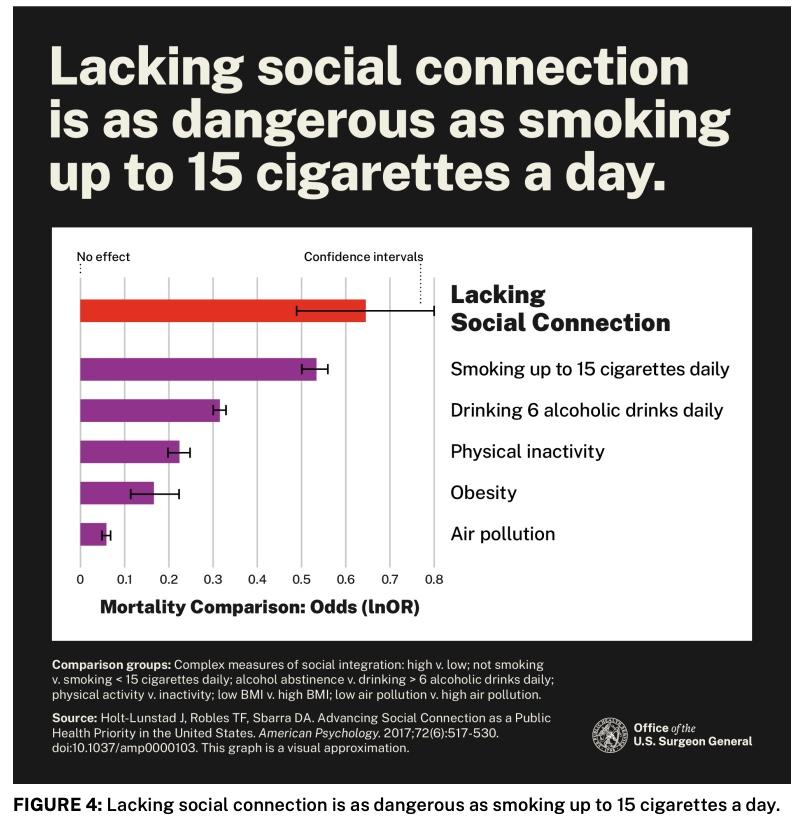 Lacking social connection
is as dangerous as smoking
up to 15 cigarettes a day.
No effect
Confidence intervals
Lacking
Social Connection
Smoking up to 15 cigarettes daily
Drinking 6 alcoholic drinks daily
Physical inactivity
Obesity
Air pollution
0 0.1 0.2 0.3 0.4 0.5 0.6 0.7 0.8
Mortality Comparison: Odds (lnOR)
Comparison groups: Complex measures of social integration: high v. low; not smoking
v. smoking < 15 cigarettes daily; alcohol abstinence v. drinking > 6 alcoholic drinks daily;
physical activity v. inactivity; low BMI v. high BMI; low air pollution v. high air pollution.
Source: Holt-Lunstad J, Robles TF, Sbarra DA. Advancing Social Connection as a Public
Health Priority in the United States. American Psychology. 2017;72(6):517-530.
doi:10.1037/amp0000103. This graph is a visual approximation.
Office of the
U.S. Surgeon General
FIGURE 4: Lacking social connection is as dangerous as smoking up to 15 cigarettes a day.